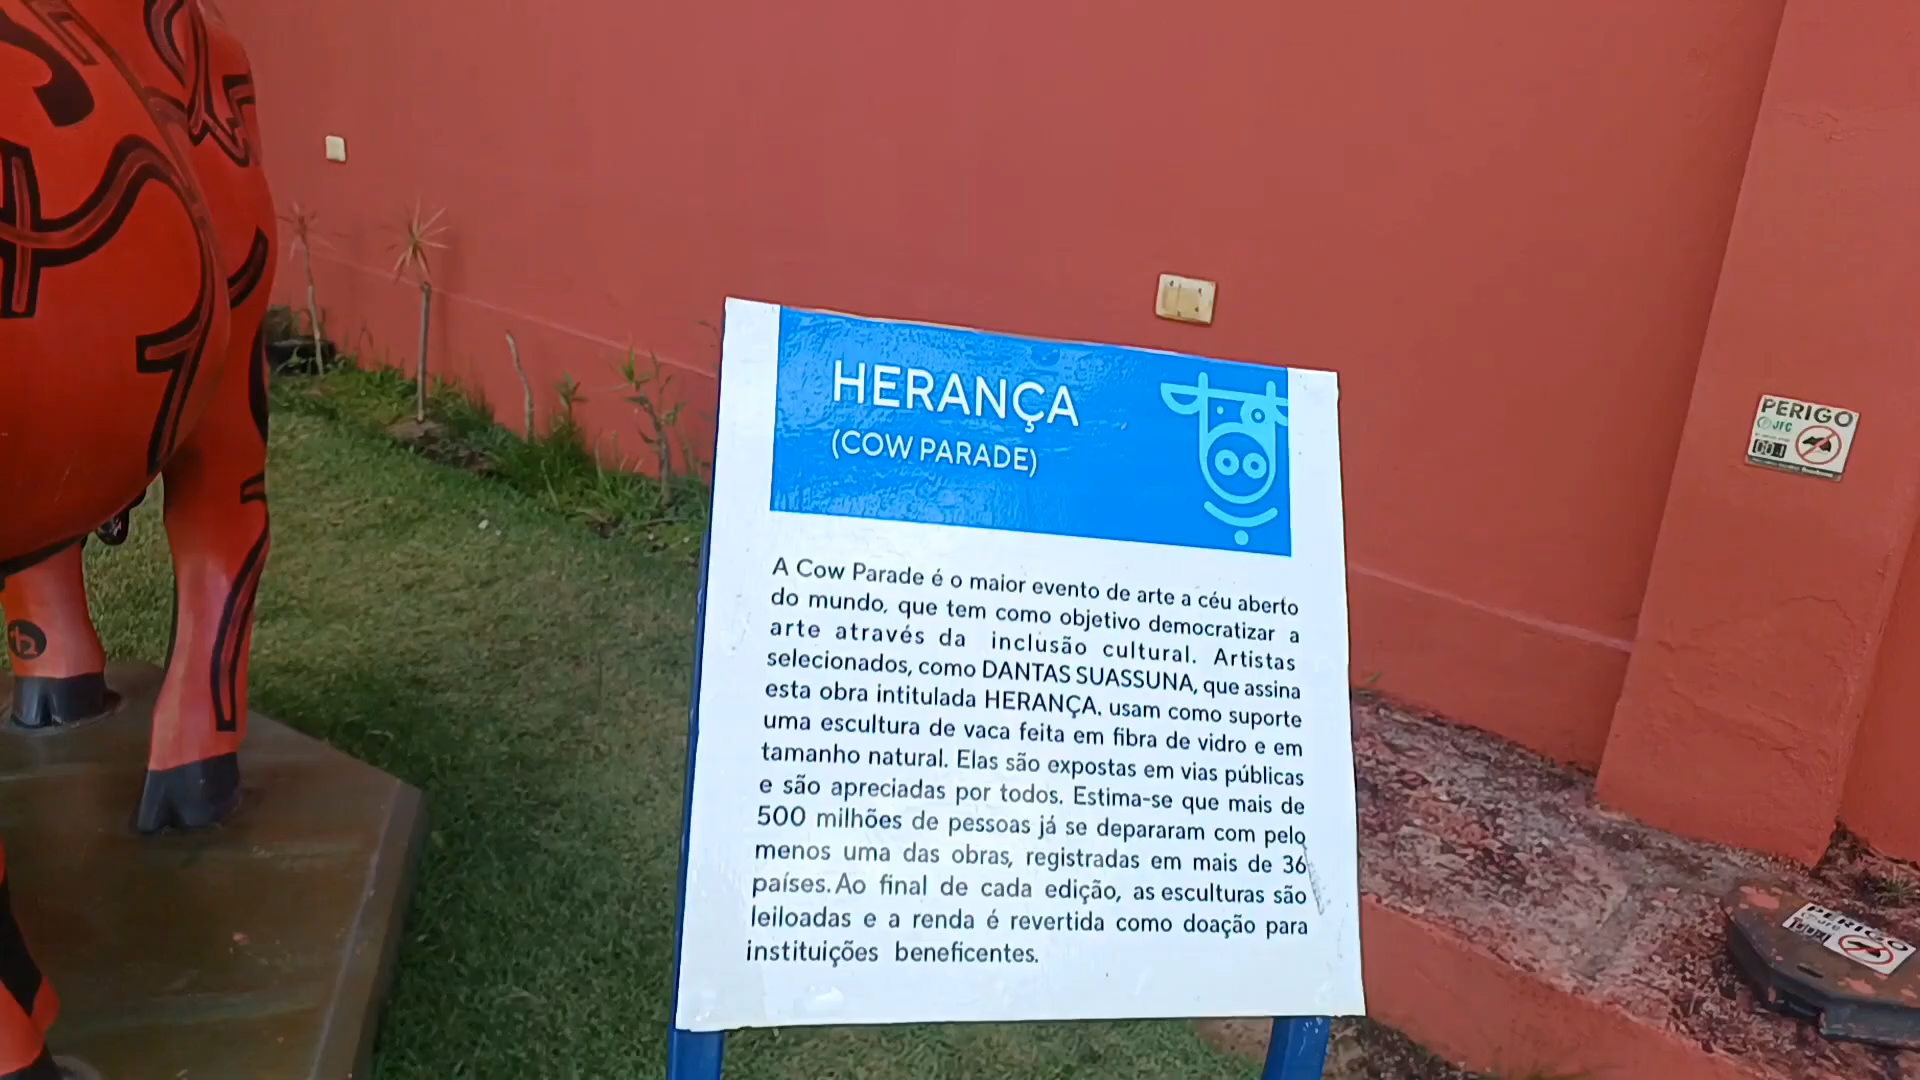 HERANÇA
(COW PARADE)
A Cow Parade é o maior evento de arte a céu aberto
do mundo, que tem como objetivo democratizar a
arte através da inclusão cultural. Artistas
selecionados, como DANTAS SUASSUNA, que assina
esta obra intitulada HERANÇA, usam como suporte
uma escultura de vaca feita em fibra de vidro e em
tamanho natural. Elas são expostas em vias públicas
e são apreciadas por todos. Estima-se que mais de
500 milhões de pessoas já se depararam com pelo
menos uma das obras, registradas em mais de 36
países. Ao final de cada edição, as esculturas são
leiloadas e a renda é revertida como doação para
instituições beneficentes.
PERIGO
JFC
PERIGO